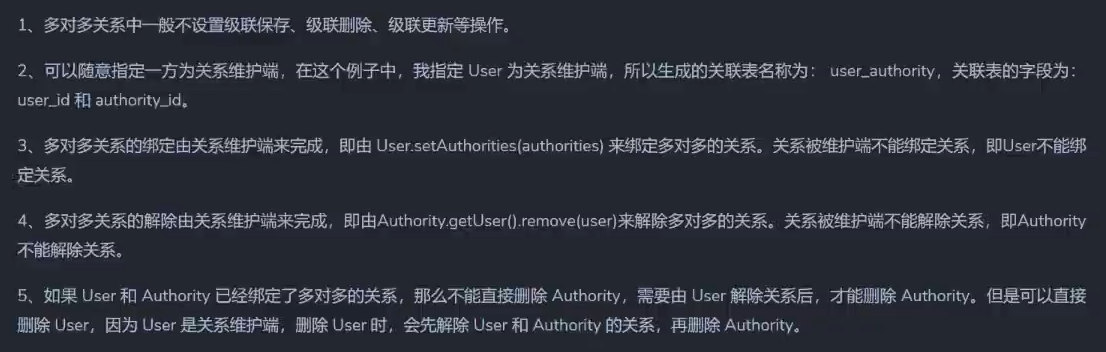 1、多对多关系中一般不设置级联保存、级联删除、级联更新等操作。
2、可以随意指定一方为关系维护端，在这个例子中，我指定 User 为关系维护端，所以生成的关联表名称为： user_authority，关联表的字段为：
user_id 和 authority_id。
3、多对多关系的绑定由关系维护端来完成，即由 User.setAuthorities(authorities) 来绑定多对多的关系。关系被维护端不能绑定关系，即User不能绑
定关系。
4、多对多关系的解除由关系维护端来完成，即由Authority.getUser().remove(user)来解除多对多的关系。关系被维护端不能解除关系，即Authority
不能解除关系。
5、如果 User 和 Authority 已经绑定了多对多的关系，那么不能直接删除 Authority，需要由 User 解除关系后，才能删除 Authority。但是可以直接
删除 User，因为 User 是关系维护端，删除 User 时，会先解除 User 和 Authority 的关系，再删除 Authority。